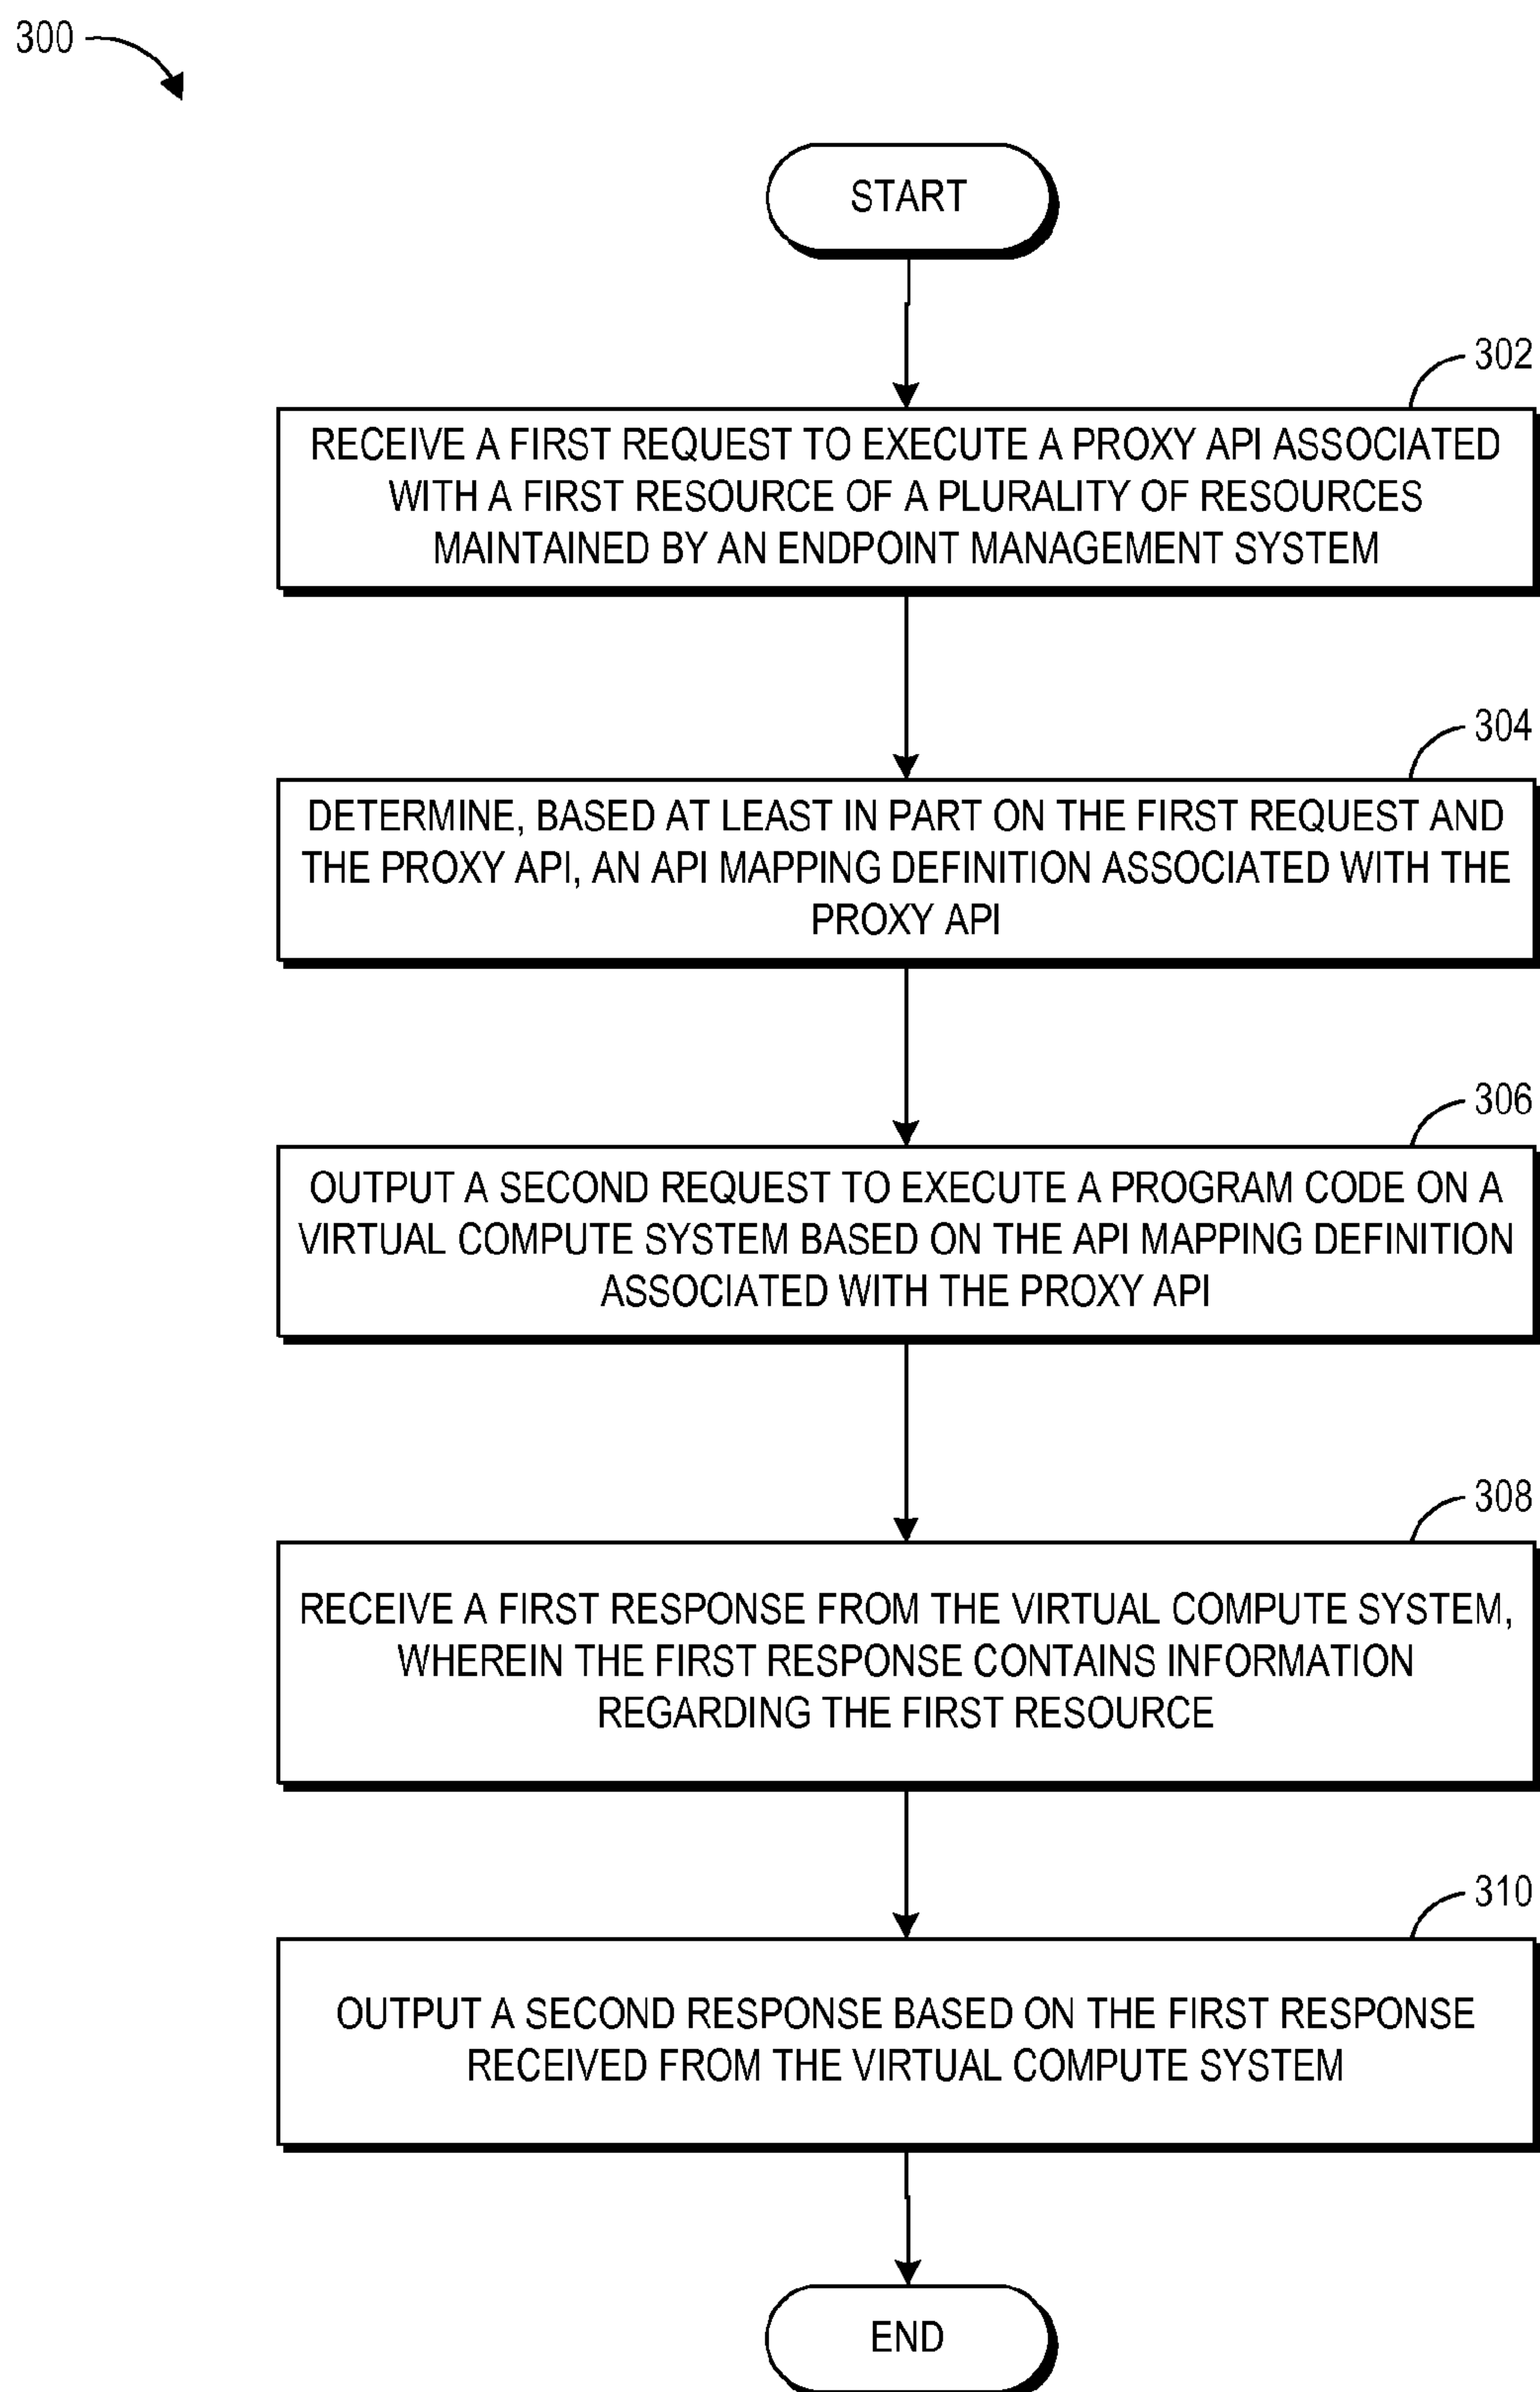 300
START
302
RECEIVE A FIRST REQUEST TO EXECUTE A PROXY API ASSOCIATED
WITH A FIRST RESOURCE OF A PLURALITY OF RESOURCES
MAINTAINED BY AN ENDPOINT MANAGEMENT SYSTEM
304
DETERMINE, BASED AT LEAST IN PART ON THE FIRST REQUEST AND
THE PROXY API, AN API MAPPING DEFINITION ASSOCIATED WITH THE
PROXY API
306
OUTPUT A SECOND REQUEST TO EXECUTE A PROGRAM CODE ON A
VIRTUAL COMPUTE SYSTEM BASED ON THE API MAPPING DEFINITION
ASSOCIATED WITH THE PROXY API
308
RECEIVE A FIRST RESPONSE FROM THE VIRTUAL COMPUTE SYSTEM,
WHEREIN THE FIRST RESPONSE CONTAINS INFORMATION
REGARDING THE FIRST RESOURCE
310
OUTPUT A SECOND RESPONSE BASED ON THE FIRST RESPONSE
RECEIVED FROM THE VIRTUAL COMPUTE SYSTEM
END